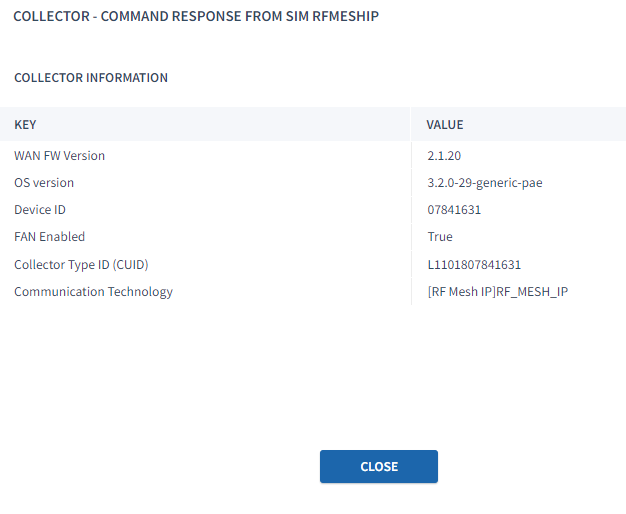 COLLECTOR - COMMAND RESPONSE FROM SIM RFMESHIP
COLLECTOR INFORMATION
KEY VALUE
WAN FW Version 2.1.20
OS version 3.2.0-29-generic-pae
Device ID 07841631
FAN Enabled True
Collector Type ID (CUID) L1101807841631
Communication Technology [RF Mesh IP]RF_MESH_IP
CLOSE